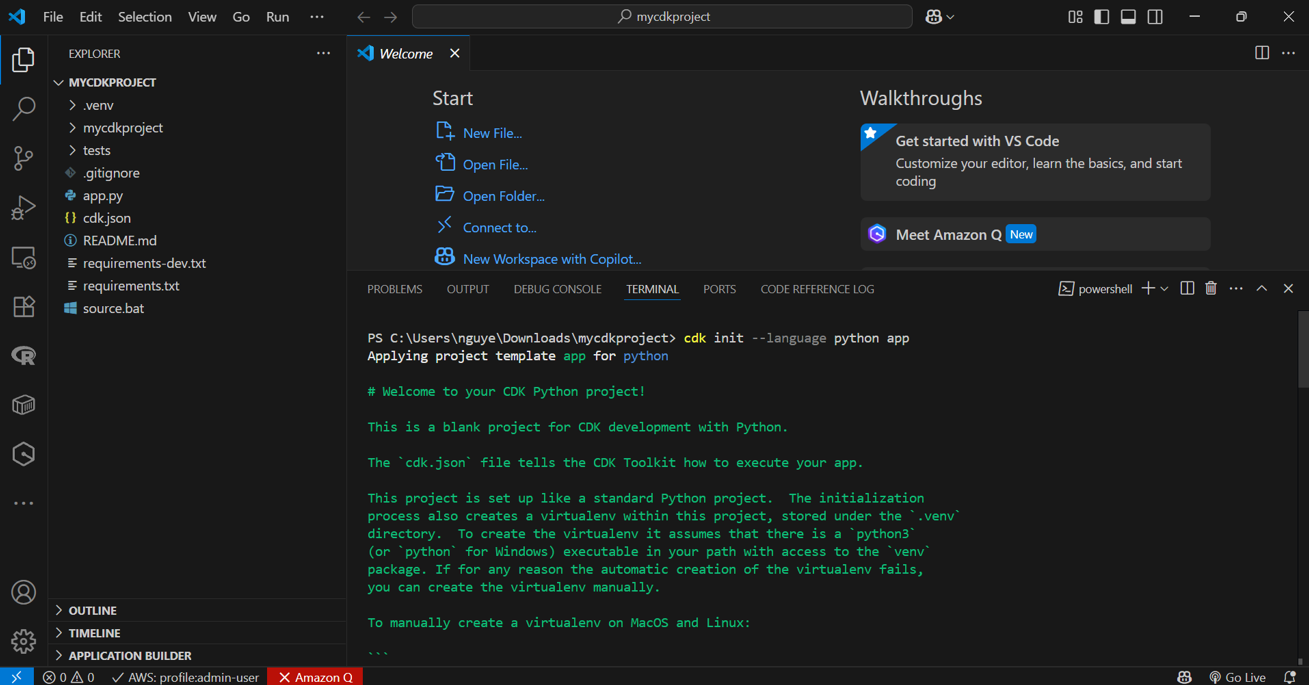 File Edit Selection View Go Run ...
mycdkproject
EXPLORER
MYCDKPROJECT
.venv
mycdkproject
tests
.gitignore
app.py
cdk.json
README.md
requirements-dev.txt
requirements.txt
source.bat
OUTLINE
TIMELINE
APPLICATION BUILDER
Welcome
Start
New File...
Open File...
Open Folder...
Connect to...
New Workspace with Copilot...
Walkthroughs
Get started with VS Code
Customize your editor, learn the basics, and start
coding
Meet Amazon Q New
PROBLEMS OUTPUT DEBUG CONSOLE TERMINAL PORTS CODE REFERENCE LOG
powershell
PS C:\Users\nguye\Downloads\mycdkproject> cdk init --language python app
Applying project template app for python
# Welcome to your CDK Python project!
This is a blank project for CDK development with Python.
The `cdk.json` file tells the CDK Toolkit how to execute your app.
This project is set up like a standard Python project.  The initialization
process also creates a virtualenv within this project, stored under the `.venv`
directory.  To create the virtualenv it assumes that there is a `python3`
(or `python` for Windows) executable in your path with access to the `venv`
package. If for any reason the automatic creation of the virtualenv fails,
you can create the virtualenv manually.
To manually create a virtualenv on MacOS and Linux:
```
0 0 AWS: profile:admin-user Amazon Q Go Live